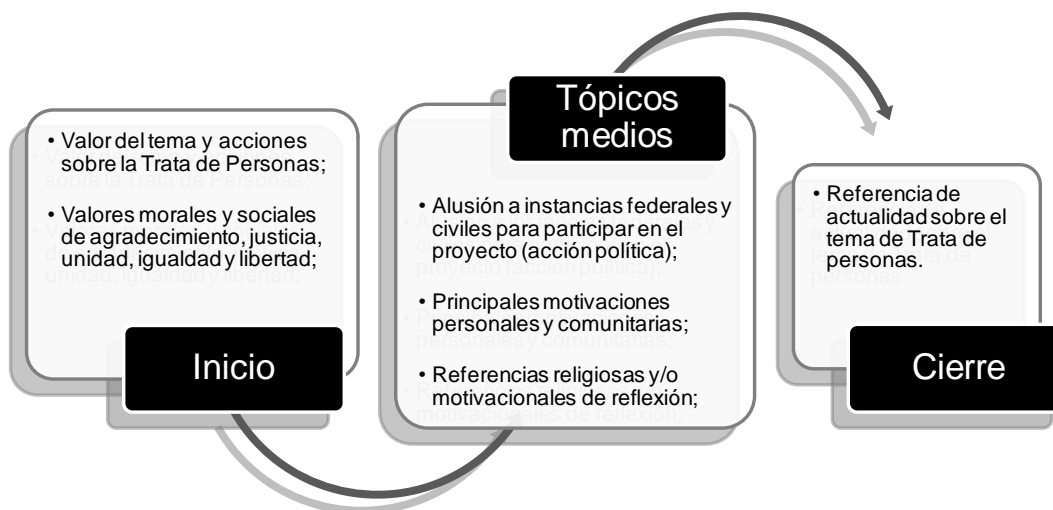 • Valor del tema y acciones
sobre la Trata de Personas;
• Valores morales y sociales
de agradecimiento, justicia,
unidad, igualdad y libertad;
Inicio
Tópicos
medios
• Alusión a instancias federales y
civiles para participar en el
proyecto (acción política);
• Principales motivaciones
personales y comunitarias;
• Referencias religiosas y/o
motivacionales de reflexión;
• Referencia de
actualidad sobre el
tema de Trata de
personas.
Cierre